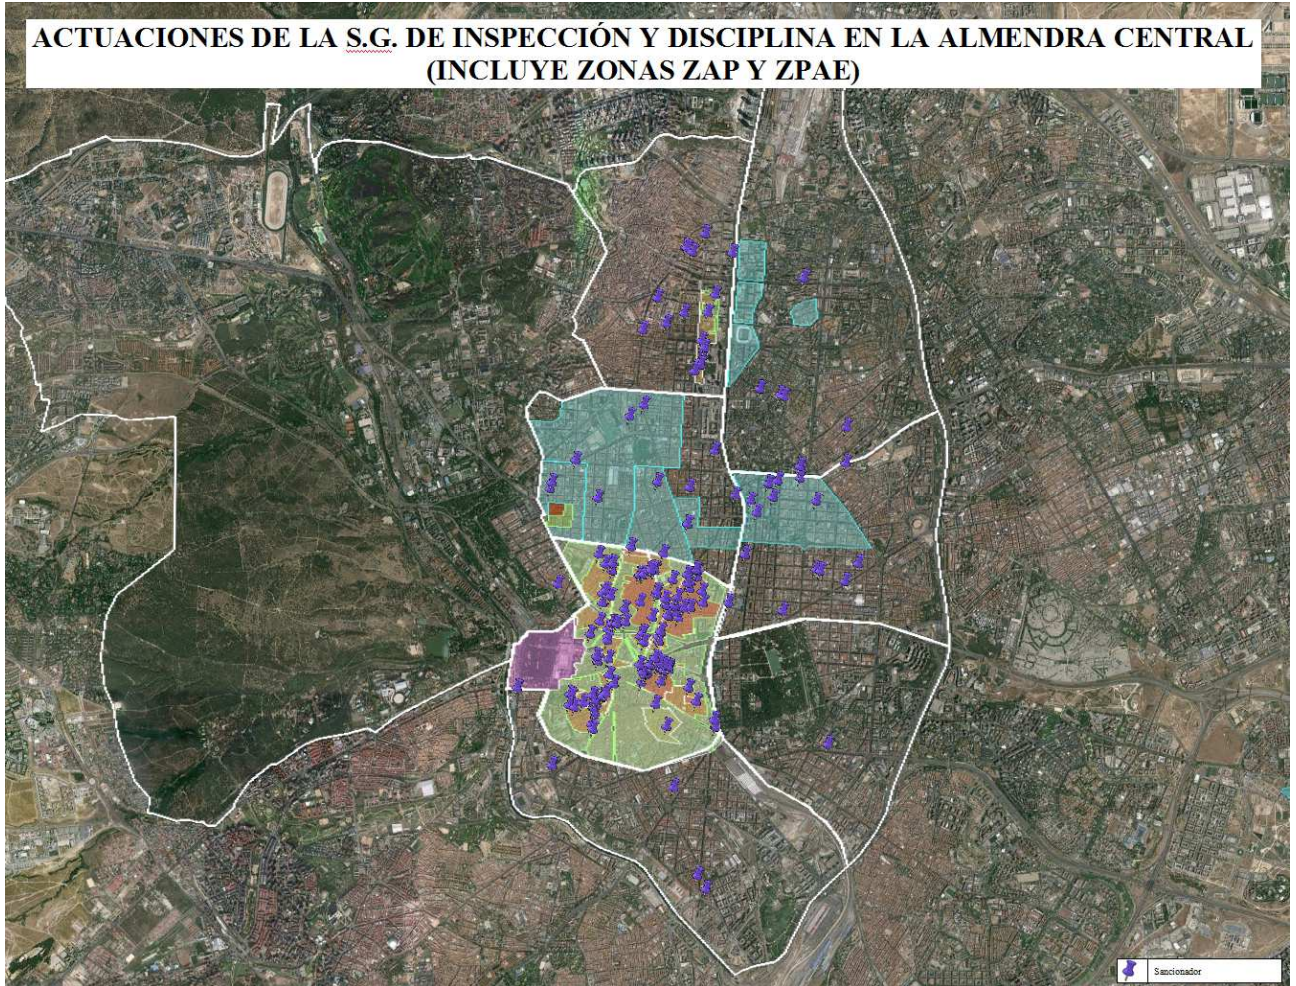 ACTUACIONES DE LA S.G. DE INSPECCIÓN Y DISCIPLINA EN LA ALMENDRA CENTRAL
(INCLUYE ZONAS ZAP Y ZPAE)
Sancionador